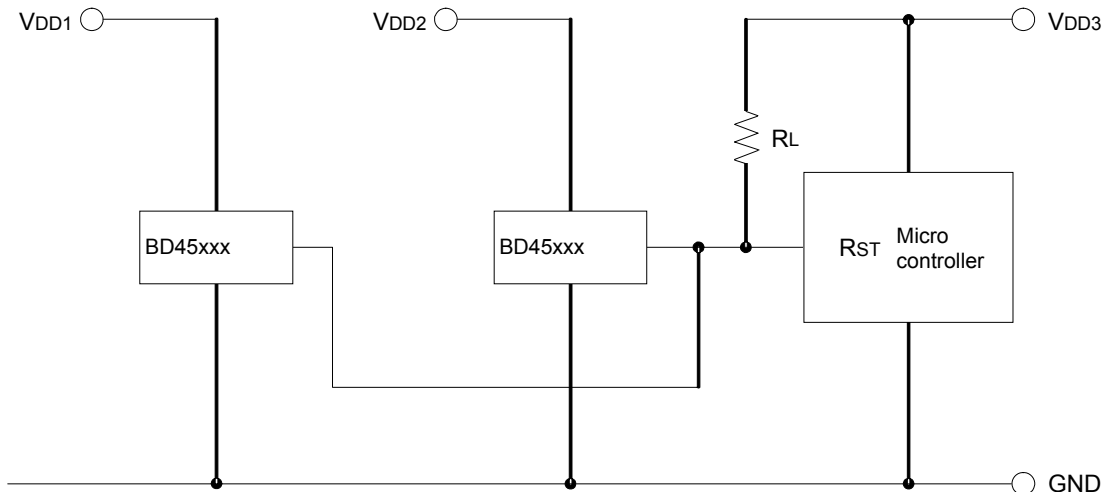 VDD1
VDD2
VDD3
RL
BD45xxx
BD45xxx
RST
Micro
controller
GND